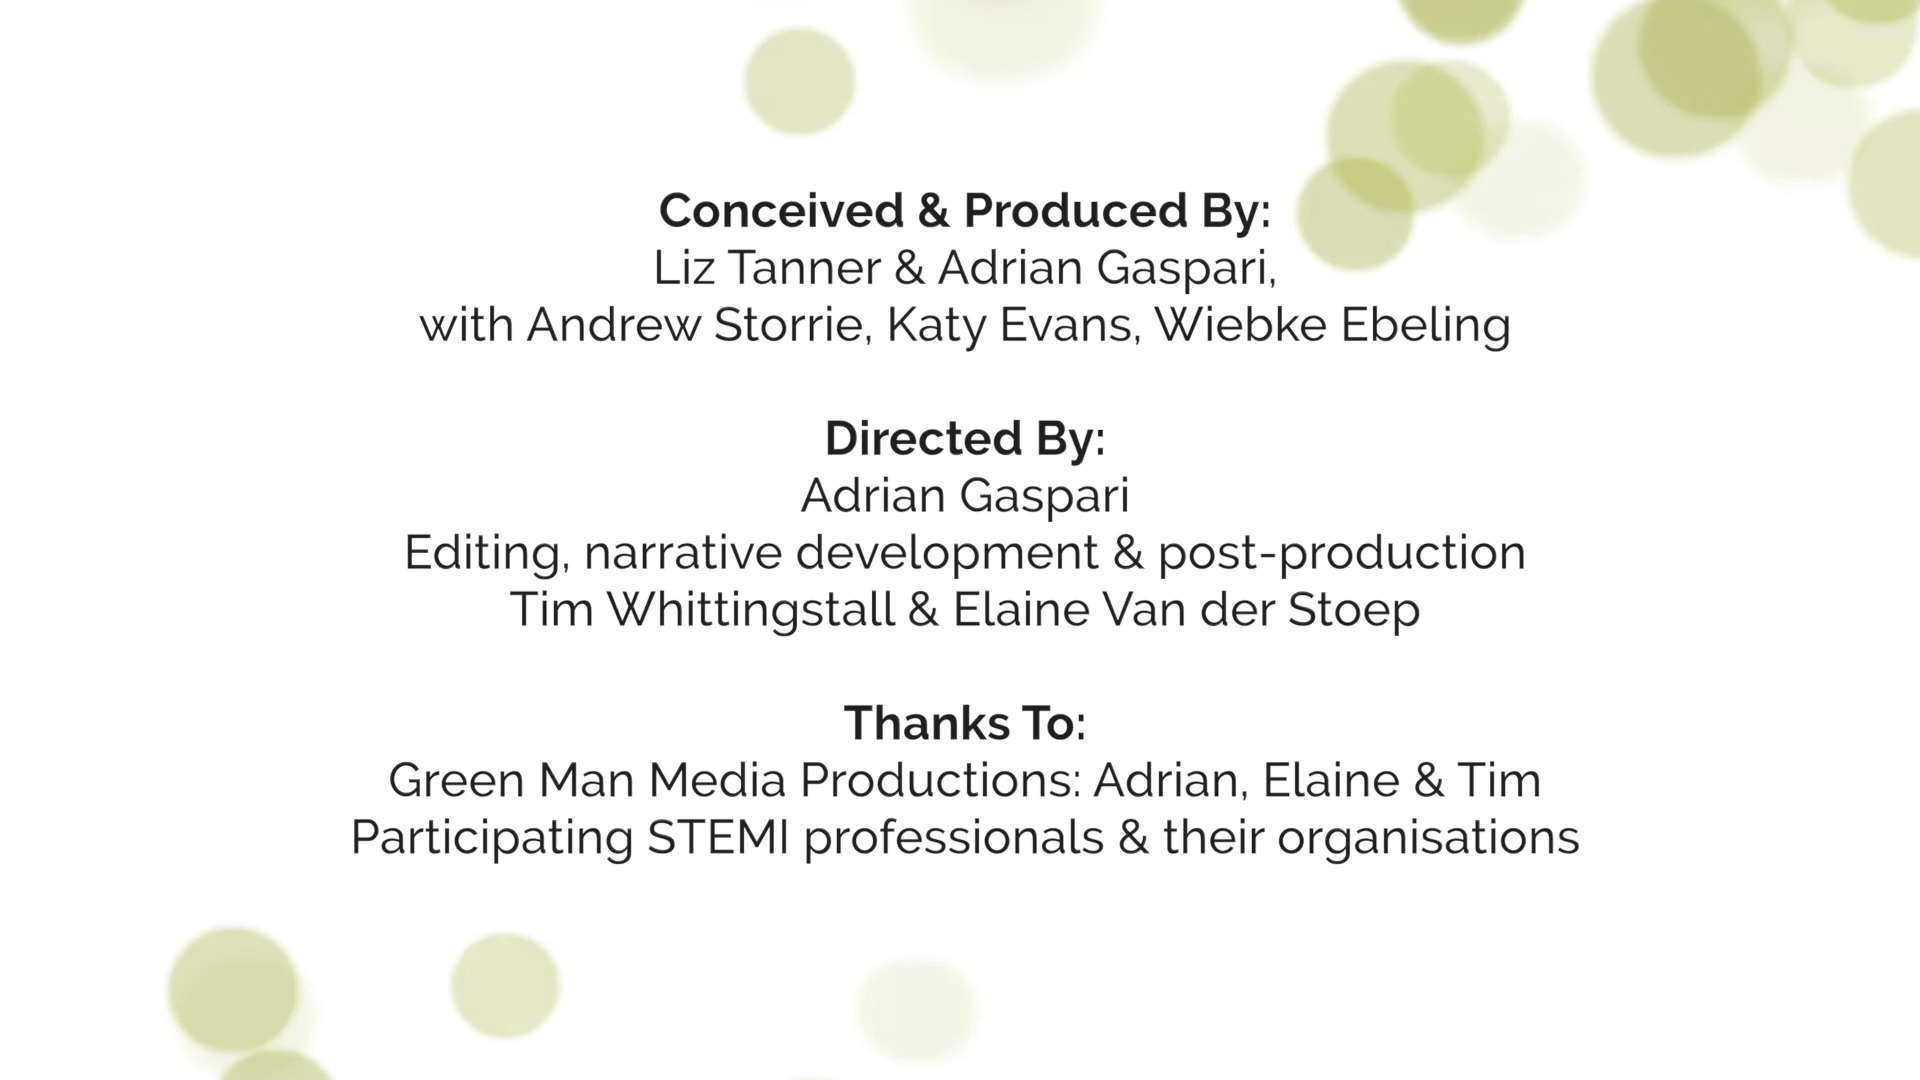 Conceived & Produced By:
Liz Tanner & Adrian Gaspari,
with Andrew Storrie, Katy Evans, Wiebke Ebeling
Directed By:
Adrian Gaspari
Editing, narrative development & post-production
Tim Whittingstall & Elaine Van der Stoep
Thanks To:
Green Man Media Productions: Adrian, Elaine & Tim
Participating STEMI professionals & their organisations